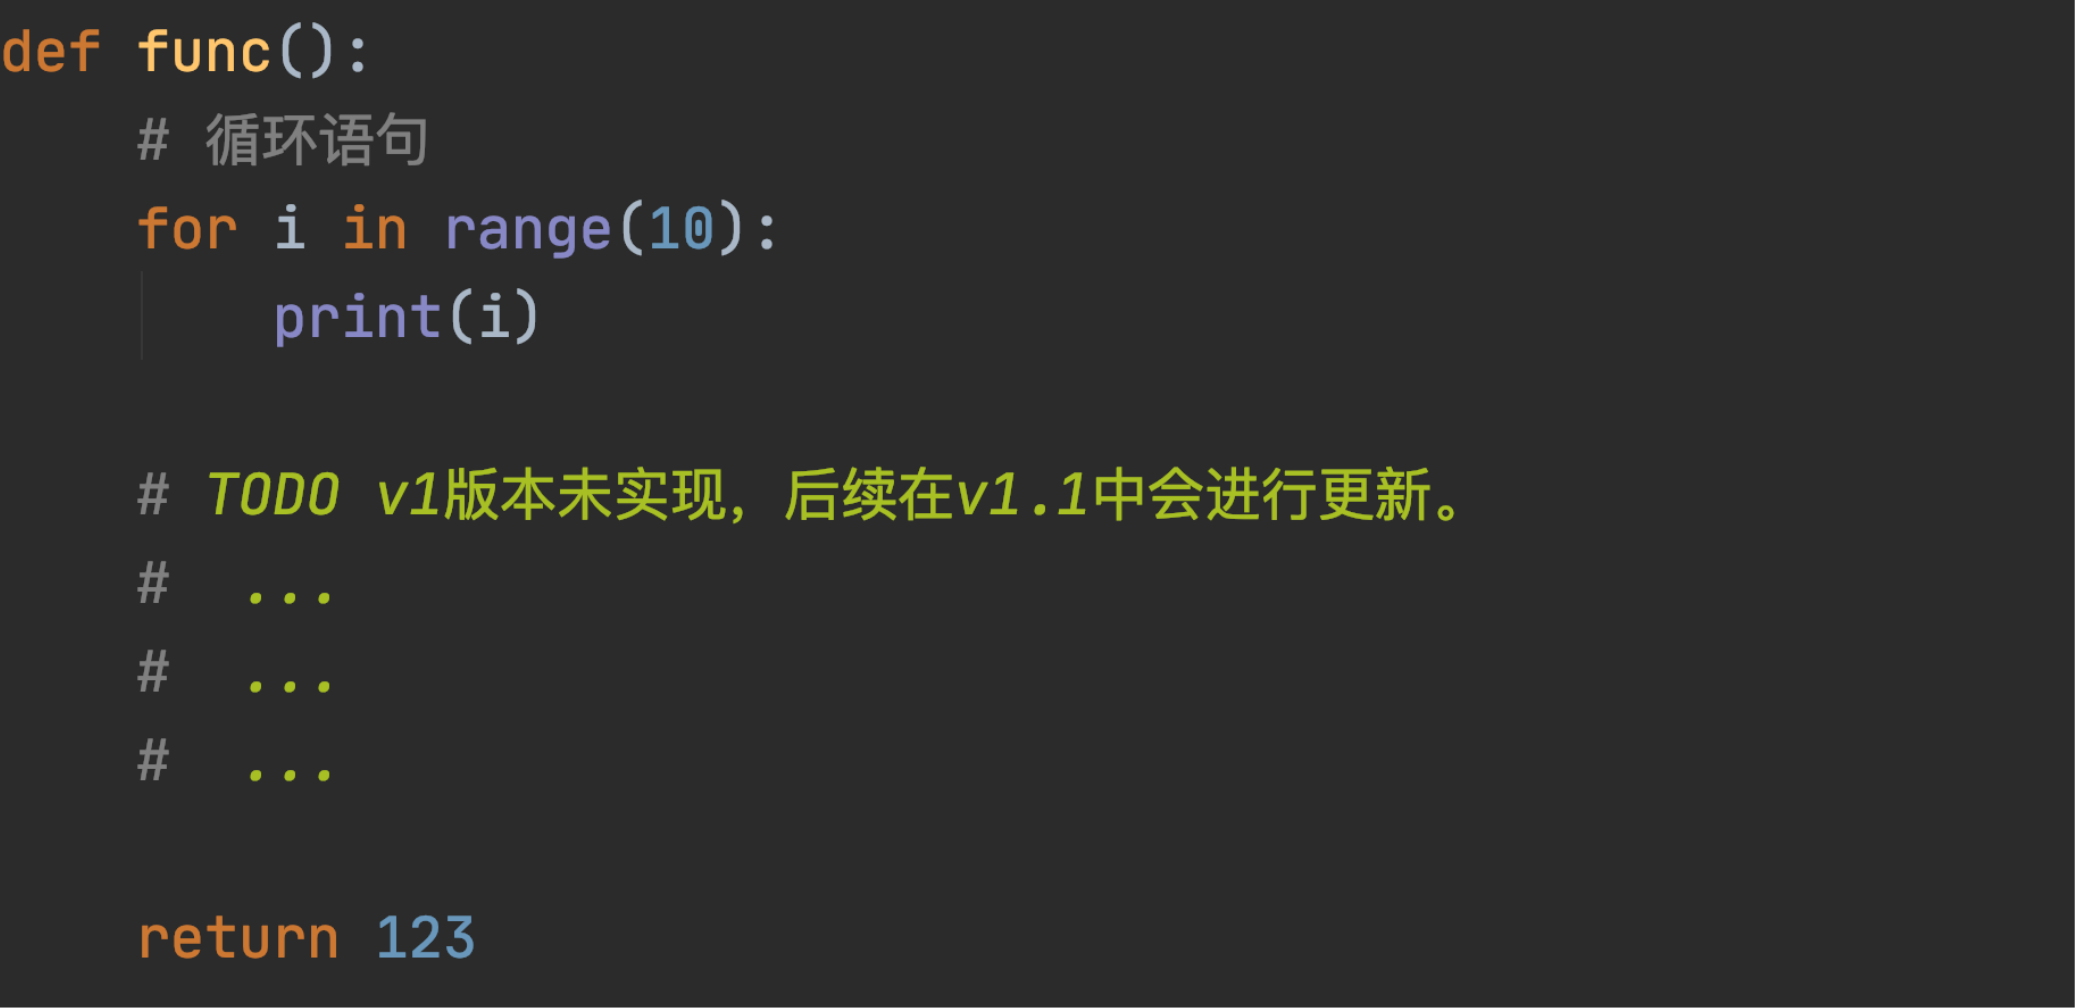 def func():
    # 循环语句
    for i in range(10):
        print(i)

    # TODO v1版本未实现，后续在v1.1中会进行更新。
    #  ...
    #  ...
    #  ...

    return 123